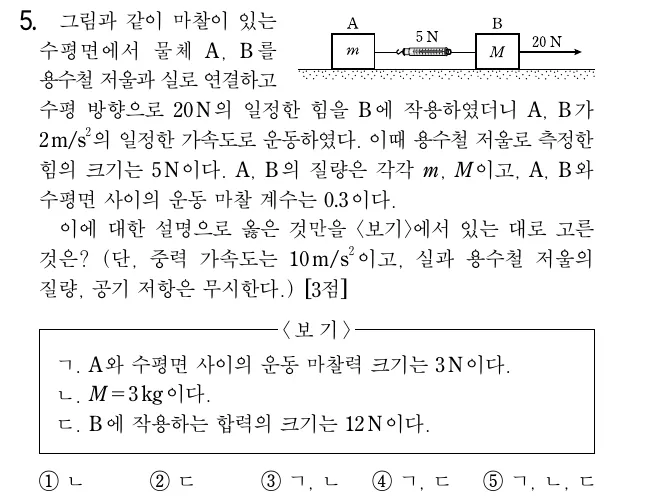 5. 그림과 같이 마찰이 있는
수평면에서 물체 A, B를
용수철 저울과 실로 연결하고
수평 방향으로 20N의 일정한 힘을 B에 작용하였더니 A, B가
2m/s²의 일정한 가속도로 운동하였다. 이때 용수철 저울로 측정한
힘의 크기는 5N이다. A, B의 질량은 각각 m, M이고, A, B와
수평면 사이의 운동 마찰 계수는 0.3이다.
A
B
5N
m
M
20N
이에 대한 설명으로 옳은 것만을 〈보기〉에서 있는 대로 고른
것은? (단, 중력 가속도는 10m/s²이고, 실과 용수철 저울의
질량, 공기 저항은 무시한다.) [3점]
〈보 기〉
ㄱ. A와 수평면 사이의 운동 마찰력 크기는 3N이다.
ㄴ. M=3kg이다.
ㄷ. B에 작용하는 합력의 크기는 12N이다.
① ㄴ ② ㄷ ③ ㄱ, ㄴ ④ ㄱ, ㄷ ⑤ ㄱ, ㄴ, ㄷ